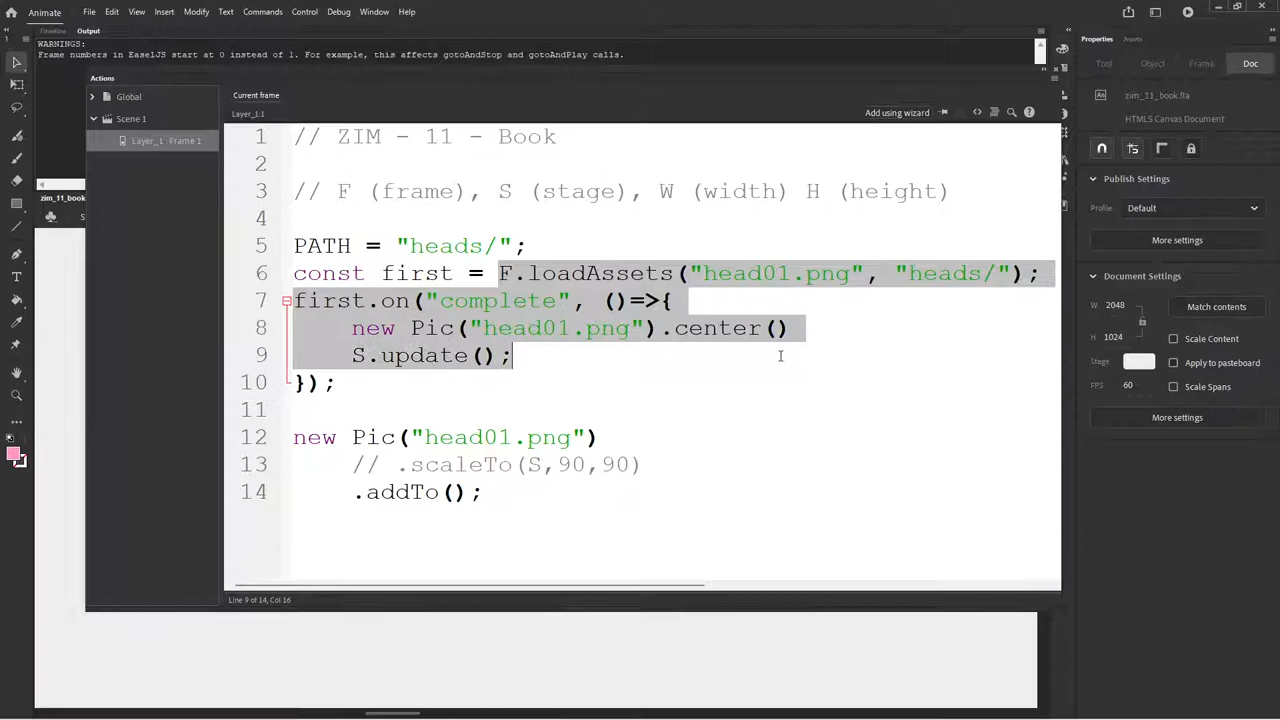 Animate File Edit View Insert Modify Text Commands Control Debug Window Help
Timeline Output
WARNINGS:
Frame numbers in EaselJS start at 0 instead of 1. For example, this affects gotoAndStop and gotoAndPlay calls.
Actions
Global
Scene 1
Layer_1 : Frame 1
Current frame
Layer_1:1
Add using wizard
1 // ZIM - 11 - Book
2
3 // F (frame), S (stage), W (width) H (height)
4
5 PATH = "heads/";
6 const first = F.loadAssets("head01.png", "heads/");
7 first.on("complete", ()=>{
8 new Pic("head01.png").center()
9 S.update();
10 });
11
12 new Pic("head01.png")
13 // .scaleTo(S,90,90)
14 .addTo();
Line 9 of 14, Col 16
zim_11_book
S
Properties Assets
Tool Object Frame Doc
zim_11_book.fla
HTML5 Canvas Document
Publish Settings
Profile Default
More settings
Document Settings
W 2048 Match contents
H 1024 Scale Content
Stage Apply to pasteboard
FPS 60 Scale Spans
More settings